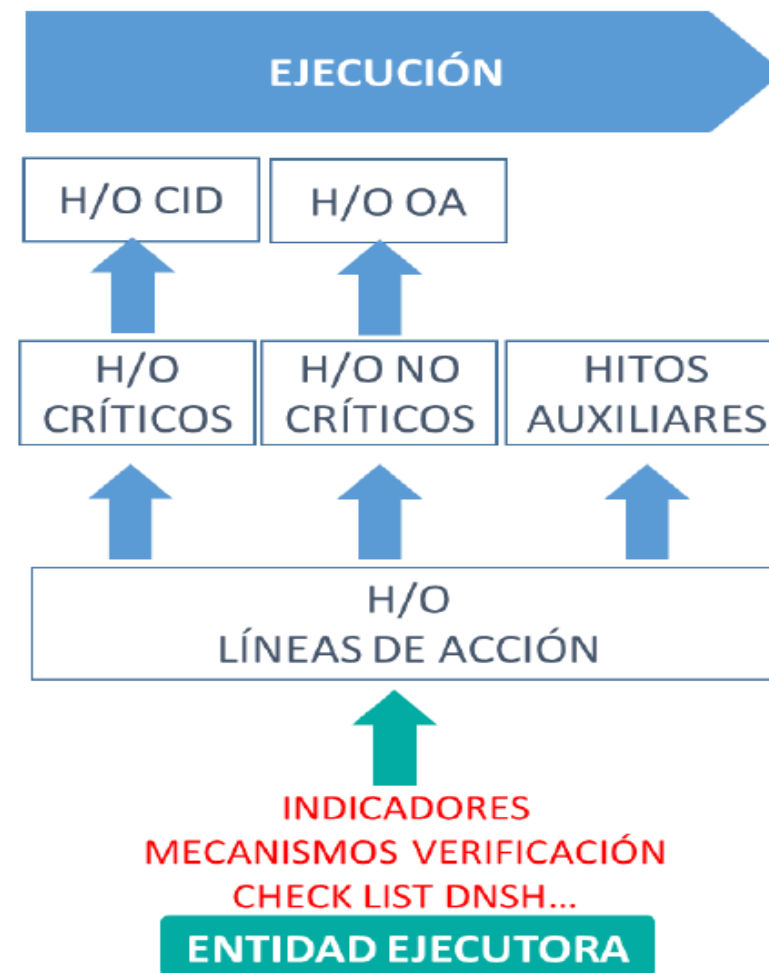 EJECUCIÓN
H/O CID
H/O OA
H/O
CRÍTICOS
H/O NO
CRÍTICOS
HITOS
AUXILIARES
H/O
LÍNEAS DE ACCIÓN
INDICADORES
MECANISMOS VERIFICACIÓN
CHECK LIST DNSH...
ENTIDAD EJECUTORA